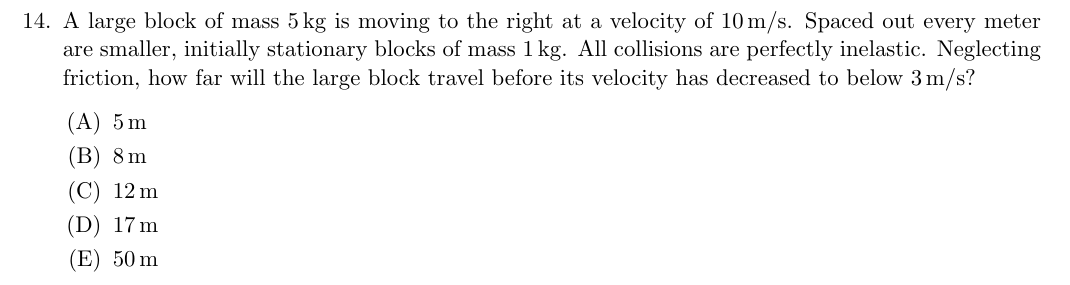 14. A large block of mass 5 kg is moving to the right at a velocity of 10 m/s. Spaced out every meter
are smaller, initially stationary blocks of mass 1 kg. All collisions are perfectly inelastic. Neglecting
friction, how far will the large block travel before its velocity has decreased to below 3 m/s?
(A) 5 m
(B) 8 m
(C) 12 m
(D) 17 m
(E) 50 m